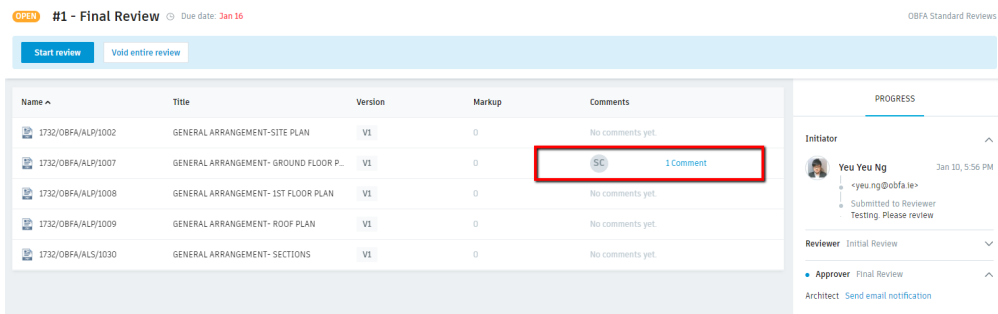 OPEN #1 - Final Review Due date: Jan 16 OBFA Standard Reviews
Start review Void entire review
Name Title Version Markup Comments
1732/OBFA/ALP/1002 GENERAL ARRANGEMENT-SITE PLAN V1 0 No comments yet.
1732/OBFA/ALP/1007 GENERAL ARRANGEMENT- GROUND FLOOR P... V1 0 SC 1 Comment
1732/OBFA/ALP/1008 GENERAL ARRANGEMENT- 1ST FLOOR PLAN V1 0 No comments yet.
1732/OBFA/ALP/1009 GENERAL ARRANGEMENT- ROOF PLAN V1 0 No comments yet.
1732/OBFA/ALS/1030 GENERAL ARRANGEMENT- SECTIONS V1 0 No comments yet.
PROGRESS
Initiator
Yeu Yeu Ng Jan 10, 5:56 PM
<yeu.ng@obfa.ie>
Submitted to Reviewer
Testing. Please review
Reviewer Initial Review
Approver Final Review
Architect Send email notification